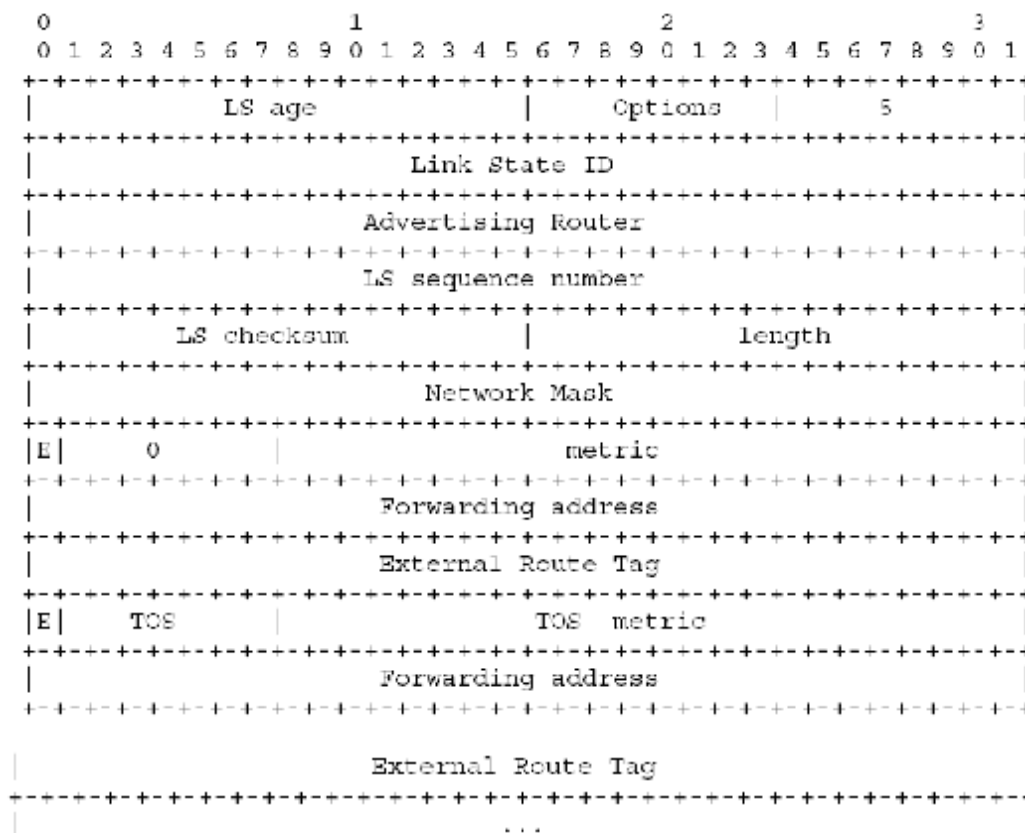 0 1 2 3
0 1 2 3 4 5 6 7 8 9 0 1 2 3 4 5 6 7 8 9 0 1 2 3 4 5 6 7 8 9 0 1
+-+-+-+-+-+-+-+-+-+-+-+-+-+-+-+-+-+-+-+-+-+-+-+-+-+-+-+-+-+-+-+-
| LS age | Options | 5 |
+-+-+-+-+-+-+-+-+-+-+-+-+-+-+-+-+-+-+-+-+-+-+-+-+-+-+-+-+-+-+-+-
| Link State ID |
+-+-+-+-+-+-+-+-+-+-+-+-+-+-+-+-+-+-+-+-+-+-+-+-+-+-+-+-+-+-+-+-
| Advertising Router |
+-+-+-+-+-+-+-+-+-+-+-+-+-+-+-+-+-+-+-+-+-+-+-+-+-+-+-+-+-+-+-+-
| LS sequence number |
+-+-+-+-+-+-+-+-+-+-+-+-+-+-+-+-+-+-+-+-+-+-+-+-+-+-+-+-+-+-+-+-
| LS checksum | length |
+-+-+-+-+-+-+-+-+-+-+-+-+-+-+-+-+-+-+-+-+-+-+-+-+-+-+-+-+-+-+-+-
| Network Mask |
+-+-+-+-+-+-+-+-+-+-+-+-+-+-+-+-+-+-+-+-+-+-+-+-+-+-+-+-+-+-+-+-
|E| 0 | metric |
+-+-+-+-+-+-+-+-+-+-+-+-+-+-+-+-+-+-+-+-+-+-+-+-+-+-+-+-+-+-+-+-
| Forwarding address |
+-+-+-+-+-+-+-+-+-+-+-+-+-+-+-+-+-+-+-+-+-+-+-+-+-+-+-+-+-+-+-+-
| External Route Tag |
+-+-+-+-+-+-+-+-+-+-+-+-+-+-+-+-+-+-+-+-+-+-+-+-+-+-+-+-+-+-+-+-
|E| TOS | TOS metric |
+-+-+-+-+-+-+-+-+-+-+-+-+-+-+-+-+-+-+-+-+-+-+-+-+-+-+-+-+-+-+-+-
| Forwarding address |
+-+-+-+-+-+-+-+-+-+-+-+-+-+-+-+-+-+-+-+-+-+-+-+-+-+-+-+-+-+-+-+-
| External Route Tag
+-+-+-+-+-+-+-+-+-+-+-+-+-+-+-+-+-+-+-+-+-+-+-+-+-+-+-+-+-+-+-+-
| ...